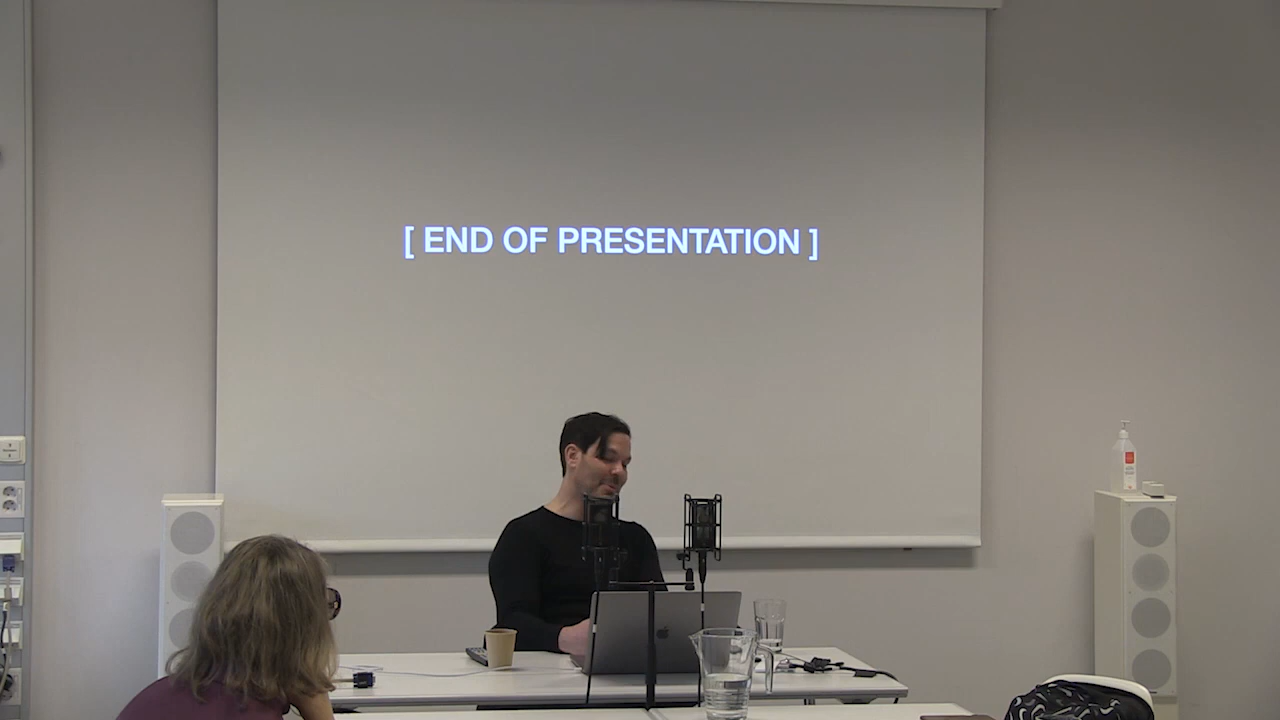 [ END OF PRESENTATION ]